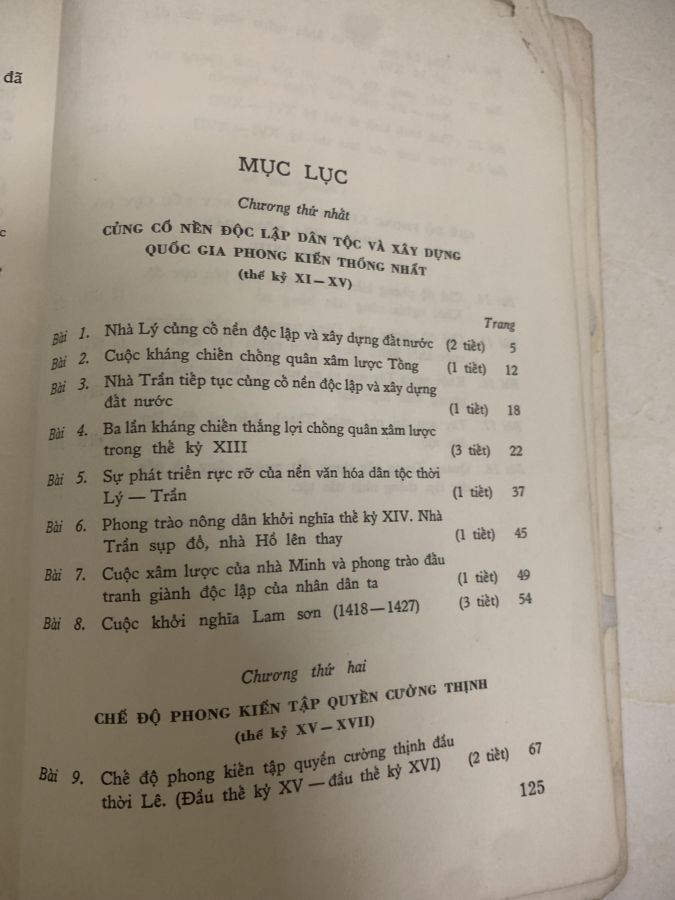 đã
MỤC LỤC
Chương thứ nhất
CỦNG CỐ NỀN ĐỘC LẬP DÂN TỘC VÀ XÂY DỰNG
QUỐC GIA PHONG KIẾN THỐNG NHẤT
(thế kỷ XI—XV)
Trang
Bài 1. Nhà Lý củng cố nền độc lập và xây dựng đất nước (2 tiết) 5
Bài 2. Cuộc kháng chiến chống quân xâm lược Tống (1 tiết) 12
Bài 3. Nhà Trần tiếp tục củng cố nền độc lập và xây dựng
đất nước (1 tiết) 18
Bài 4. Ba lần kháng chiến thắng lợi chống quân xâm lược
trong thế kỷ XIII (3 tiết) 22
Bài 5. Sự phát triển rực rỡ của nền văn hóa dân tộc thời
Lý — Trần (1 tiết) 37
Bài 6. Phong trào nông dân khởi nghĩa thế kỷ XIV. Nhà
Trần sụp đổ, nhà Hồ lên thay (1 tiết) 45
Bài 7. Cuộc xâm lược của nhà Minh và phong trào đấu
tranh giành độc lập của nhân dân ta (1 tiết) 49
Bài 8. Cuộc khởi nghĩa Lam sơn (1418—1427) (3 tiết) 54
Chương thứ hai
CHẾ ĐỘ PHONG KIẾN TẬP QUYỀN CƯỜNG THỊNH
(thế kỷ XV—XVII)
Bài 9. Chế độ phong kiến tập quyền cường thịnh đầu
thời Lê. (Đầu thế kỷ XV — đầu thế kỷ XVI) (2 tiết) 67
125